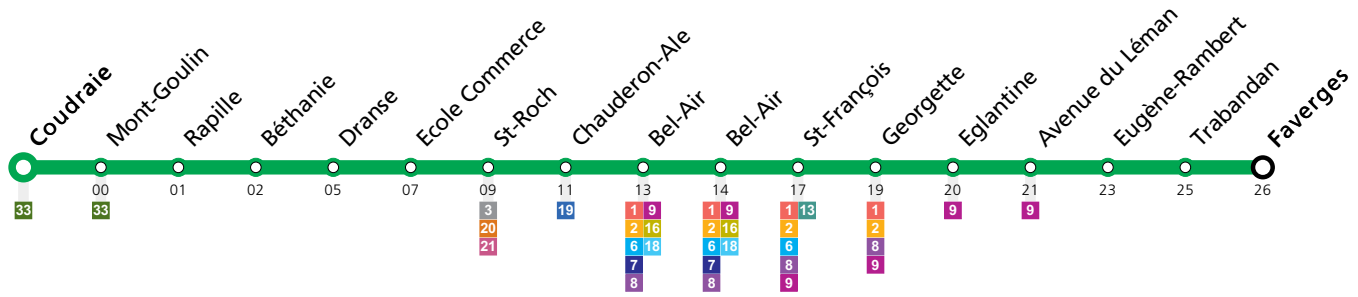 Coudraie
Mont-Goulin
Rapille
Béthanie
Dranse
Ecole Commerce
St-Roch
Chauderon-Ale
Bel-Air
Bel-Air
St-François
Georgette
Eglantine
Avenue du Léman
Eugène-Rambert
Trabandan
Faverges
00 01 02 05 07 09 11 13 14 17 19 20 21 23 25 26
33 33 3 19 1 9 1 9 1 13 1 9 9
20 2 16 2 16 2 2
21 6 18 6 18 6 8
7 7 8 9
8 8 9